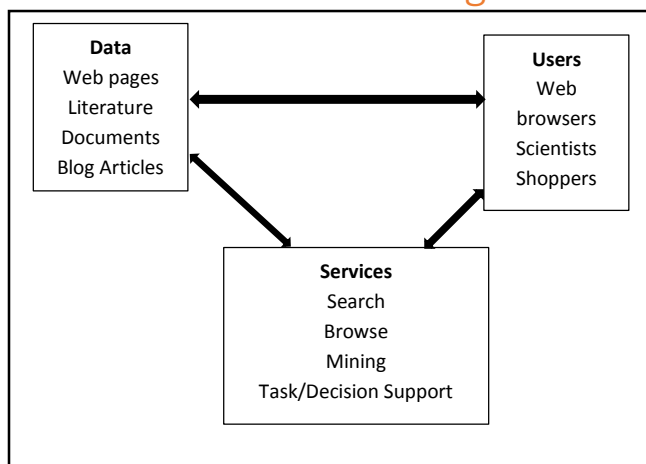 Data
Web pages
Literature
Documents
Blog Articles
Users
Web
browsers
Scientists
Shoppers
Services
Search
Browse
Mining
Task/Decision Support